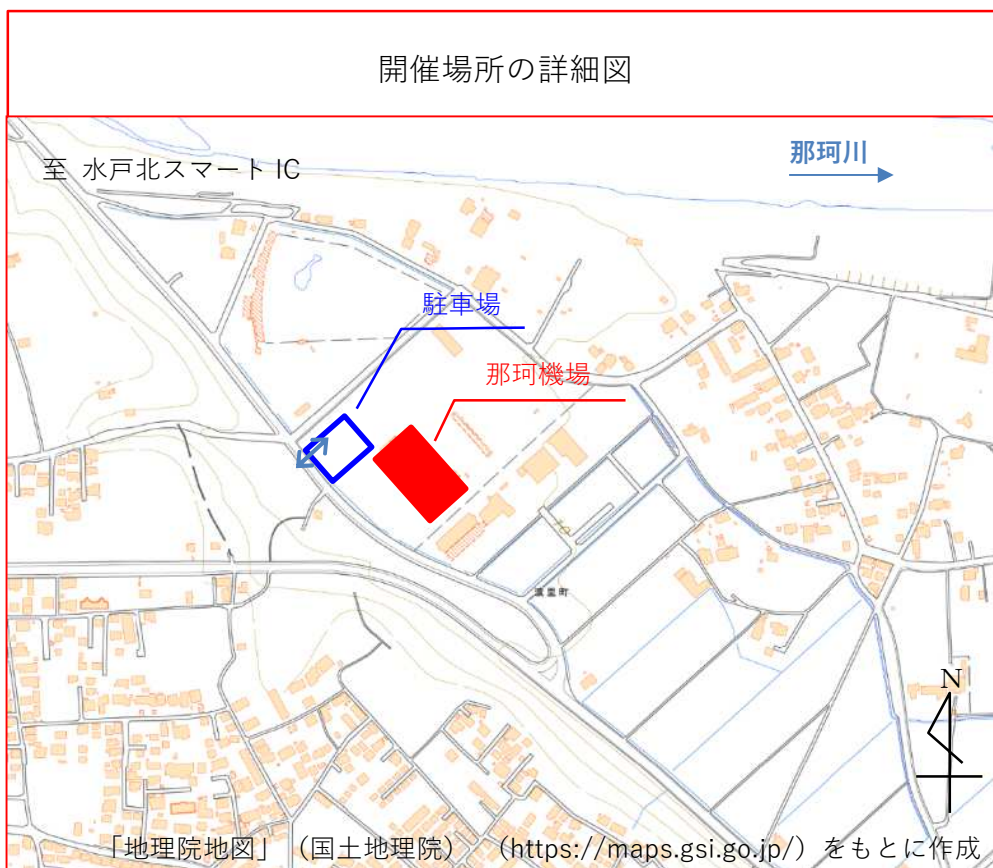 開催場所の詳細図
至 水戸北スマート IC
那珂川
駐車場
那珂機場
N
「地理院地図」（国土地理院） （https://maps.gsi.go.jp/）をもとに作成